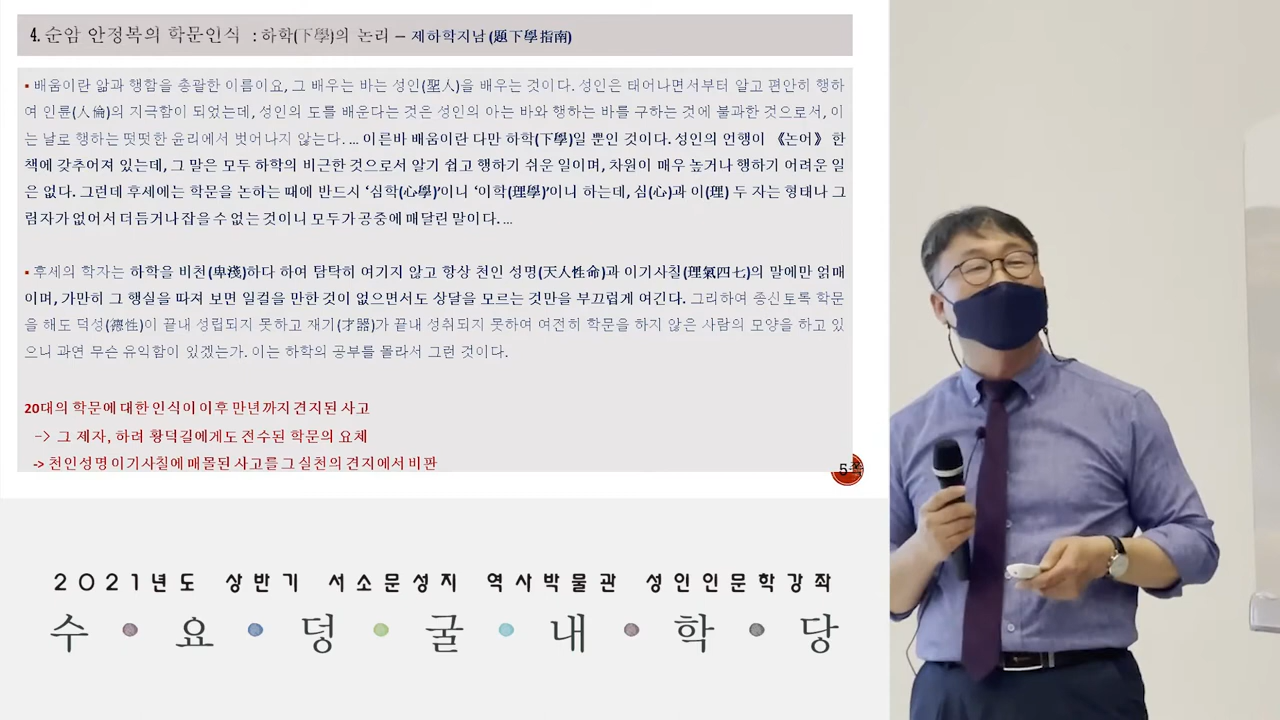 4. 순암 안정복의 학문인식 : 하학(下學)의 논리 – 제하학지남(題下學指南)
▪ 배움이란 앎과 행함을 총괄한 이름이요, 그 배우는 바는 성인(聖人)을 배우는 것이다. 성인은 태어나면서부터 알고 편안히 행하
여 인륜(人倫)의 지극함이 되었는데, 성인의 도를 배운다는 것은 성인의 아는 바와 행하는 바를 구하는 것에 불과한 것으로서, 이
는 날로 행하는 떳떳한 윤리에서 벗어나지 않는다. ... 이른바 배움이란 다만 하학(下學)일 뿐인 것이다. 성인의 언행이 《논어》 한
책에 갖추어져 있는데, 그 말은 모두 하학의 비근한 것으로서 알기 쉽고 행하기 쉬운 일이며, 차원이 매우 높거나 행하기 어려운 일
은 없다. 그런데 후세에는 학문을 논하는 때에 반드시 ‘심학(心學)’이니 ‘이학(理學)’이니 하는데, 심(心)과 이(理) 두 자는 형태나 그
림자가 없어서 더듬거나 잡을 수 없는 것이니 모두가 공중에 매달린 말이다. ...
▪ 후세의 학자는 하학을 비천(卑淺)하다 하여 탐탁히 여기지 않고 항상 천인 성명(天人性命)과 이기사칠(理氣四七)의 말에만 얽매
이며, 가만히 그 행실을 따져 보면 일컬을 만한 것이 없으면서도 상달을 모르는 것만을 부끄럽게 여긴다. 그리하여 종신토록 학문
을 해도 덕성(德性)이 끝내 성립되지 못하고 재기(才器)가 끝내 성취되지 못하여 여전히 학문을 하지 않은 사람의 모양을 하고 있
으니 과연 무슨 유익함이 있겠는가. 이는 하학의 공부를 몰라서 그런 것이다.
20대의 학문에 대한 인식이 이후 만년까지 견지된 사고
-> 그 제자, 하려 황덕길에게도 전수된 학문의 요체
-> 천인성명 이기사칠에 매몰된 사고를 그 실천의 견지에서 비판
5쪽
2021년도 상반기 서소문성지 역사박물관 성인인문학강좌
수•요•덩•굴•내•학•당